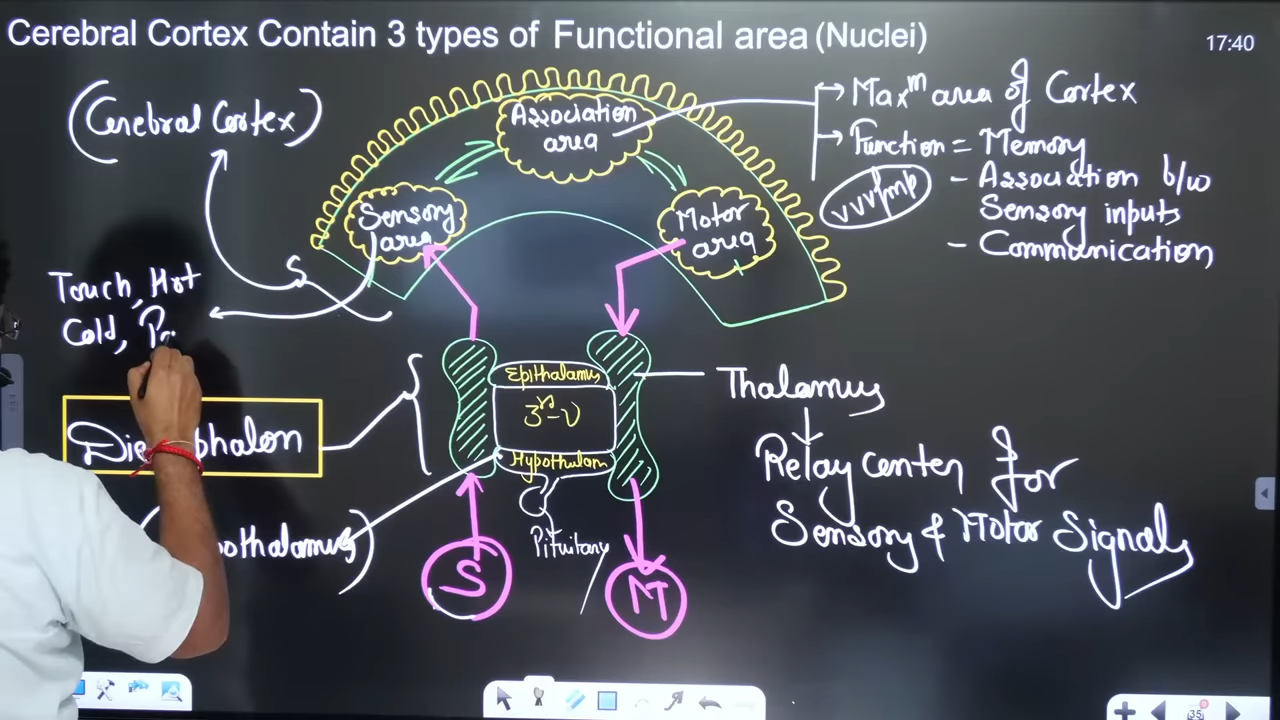 Cerebral Cortex Contain 3 types of Functional area (Nuclei)
17:40
(Cerebral Cortex)
Association
area
→ Maxᵐ area of Cortex
→ Function = Memory
- Association b/w
Sensory inputs
- Communication
VVVImp
Sensory
area
Motor
area
Touch, Hot
Cold,
Epithalamus
3ʳᵈ-V
Hypothalam
Pituitary
Thalamus
Relay center for
Sensory & Motor Signals
S
MT
35